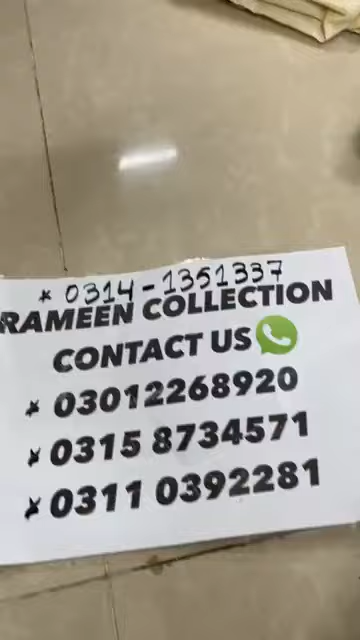 * 0314-1351337
RAMEEN COLLECTION
CONTACT US
* 03012268920
* 0315 8734571
* 0311 0392281